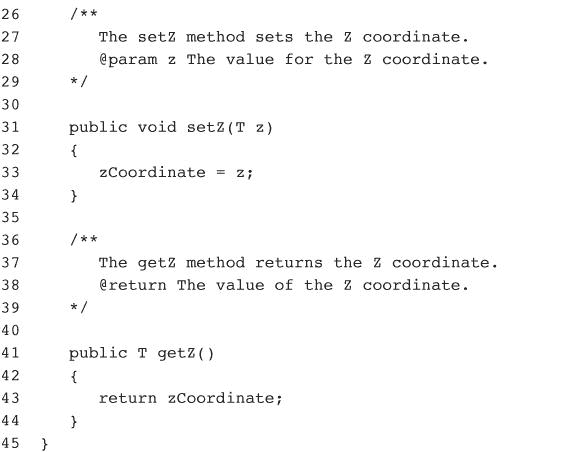 26     /**
27        The setZ method sets the Z coordinate.
28        @param z The value for the Z coordinate.
29     */
30
31     public void setZ(T z)
32     {
33        zCoordinate = z;
34     }
35
36     /**
37        The getZ method returns the Z coordinate.
38        @return The value of the Z coordinate.
39     */
40
41     public T getZ()
42     {
43        return zCoordinate;
44     }
45  }